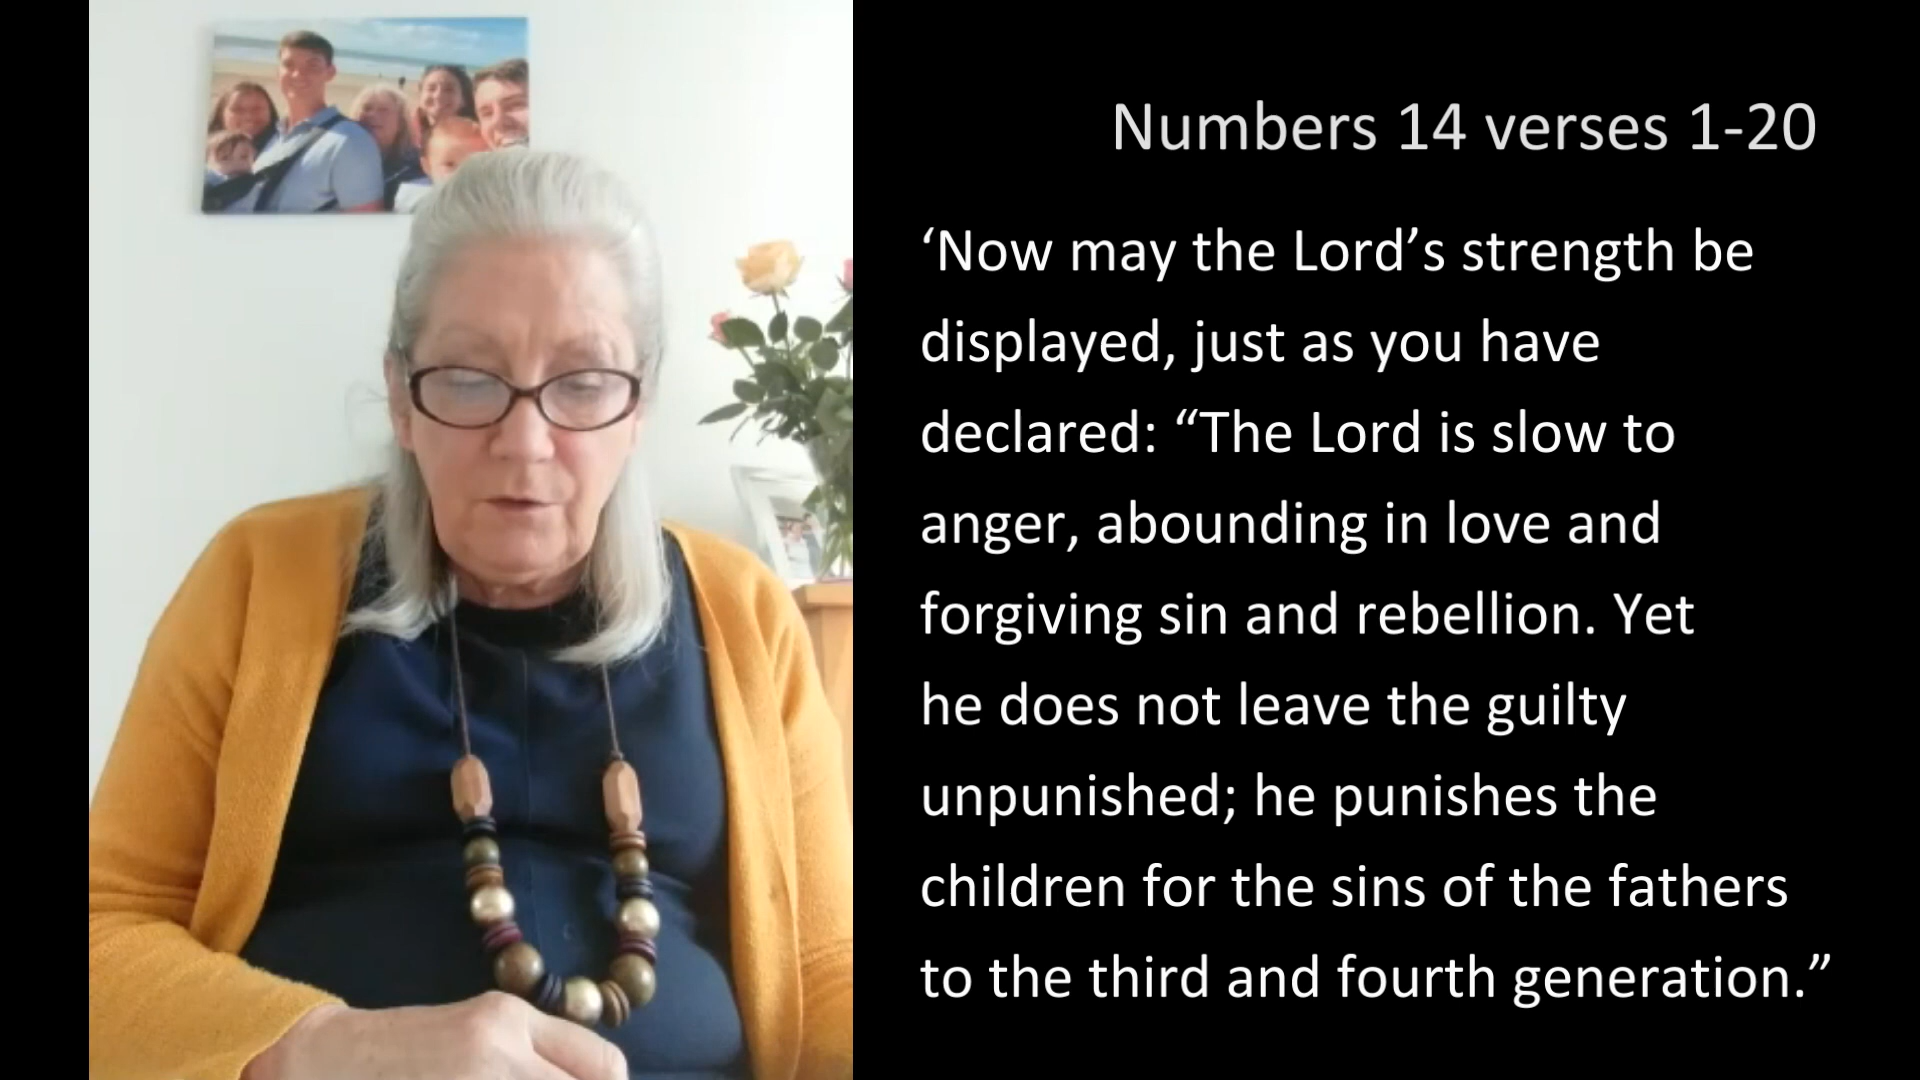 Numbers 14 verses 1-20
‘Now may the Lord’s strength be
displayed, just as you have
declared: “The Lord is slow to
anger, abounding in love and
forgiving sin and rebellion. Yet
he does not leave the guilty
unpunished; he punishes the
children for the sins of the fathers
to the third and fourth generation.”